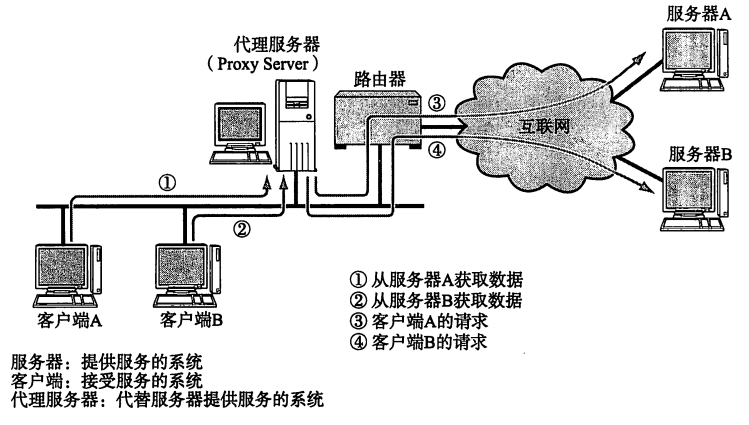 服务器A
代理服务器
（Proxy Server）
路由器
③
互联网
④
服务器B
①
②
客户端A
客户端B
① 从服务器A获取数据
② 从服务器B获取数据
③ 客户端A的请求
④ 客户端B的请求
服务器：提供服务的系统
客户端：接受服务的系统
代理服务器：代替服务器提供服务的系统